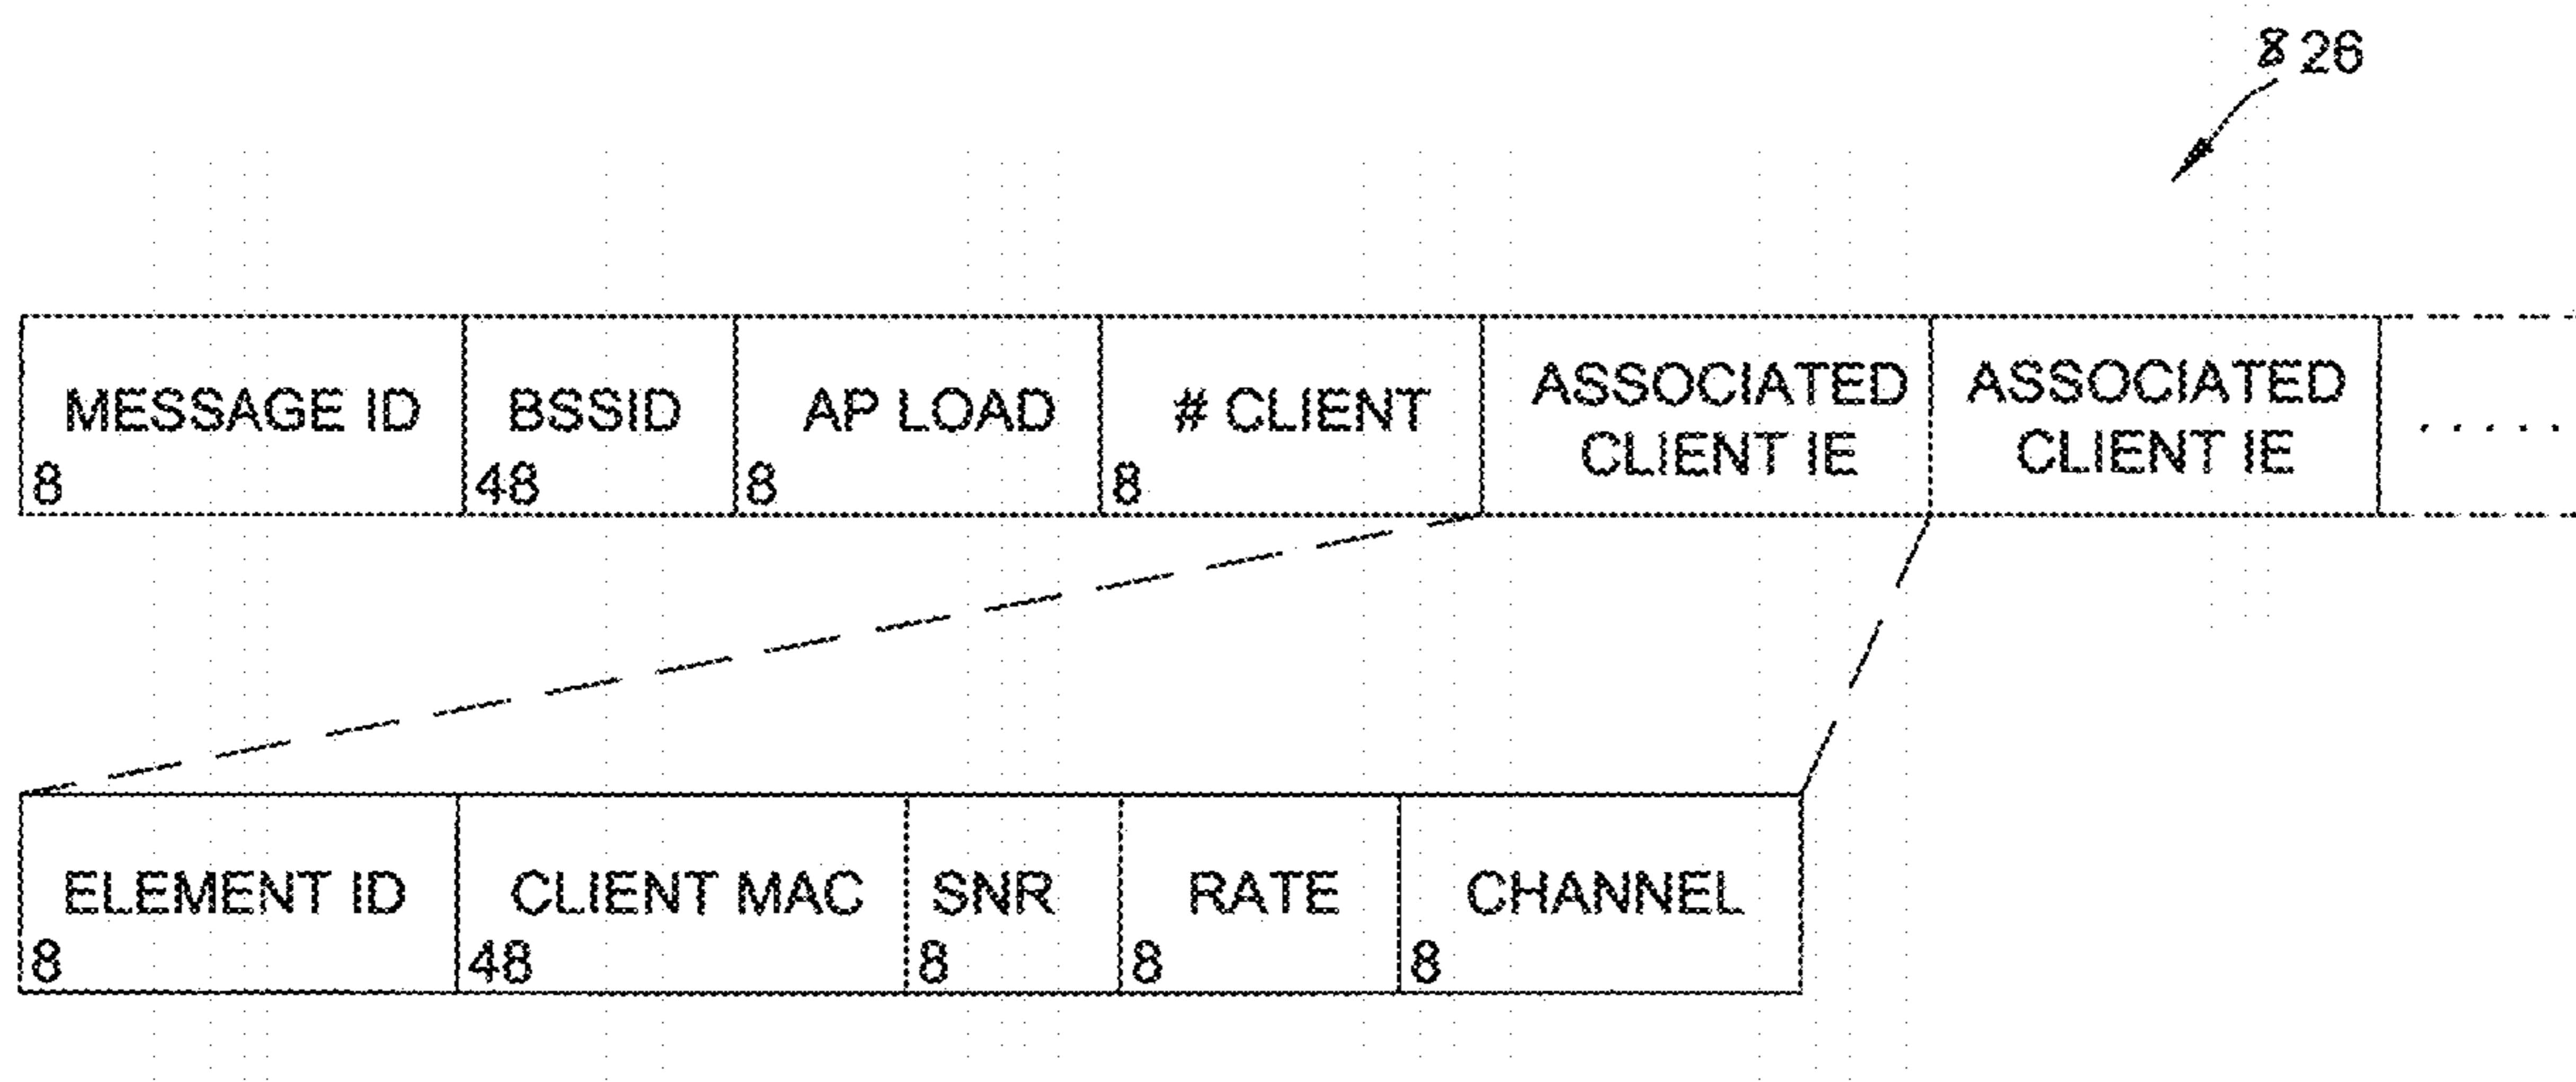 826
MESSAGE ID BSSID AP LOAD # CLIENT ASSOCIATED CLIENT IE ASSOCIATED CLIENT IE .....
8 48 8 8
ELEMENT ID CLIENT MAC SNR RATE CHANNEL
8 48 8 8 8